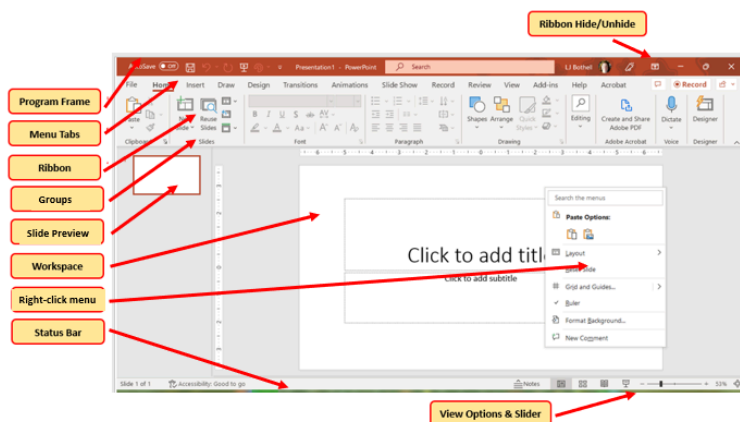 Ribbon Hide/Unhide
AutoSave Off Presentation1 - PowerPoint Search LJ Bothell
File Home Insert Draw Design Transitions Animations Slide Show Record Review View Add-ins Help Acrobat Record
Program Frame
Menu Tabs
Ribbon
Groups
Slide Preview
Workspace
Right-click menu
Status Bar
Paste
Slide
Reuse
Slides
Shapes Arrange Quick
Styles
Editing
Create and Share
Adobe PDF
Dictate
Designer
Clipboard Slides Font Paragraph Drawing Adobe Acrobat Voice Designer
Click to add title
Click to add subtitle
Search the menus
Paste Options:
Layout
Reset Slide
Grid and Guides...
Ruler
Format Background...
New Comment
Slide 1 of 1 Accessibility: Good to go Notes 53%
View Options & Slider